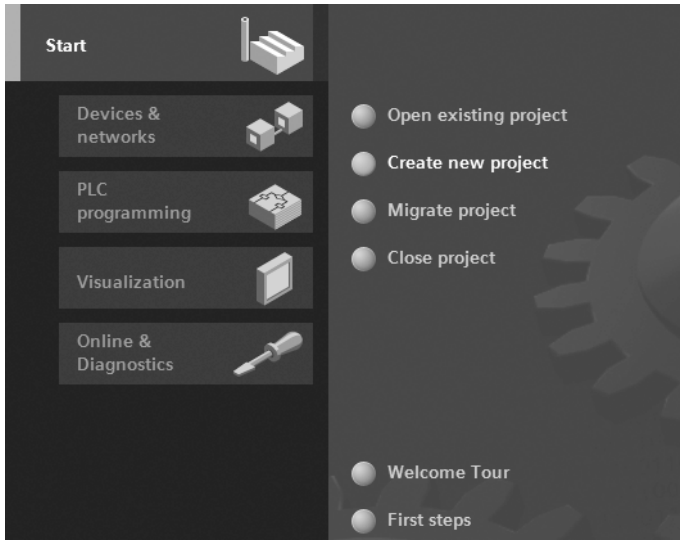 Start
Devices &
networks
PLC
programming
Visualization
Online &
Diagnostics
Open existing project
Create new project
Migrate project
Close project
Welcome Tour
First steps